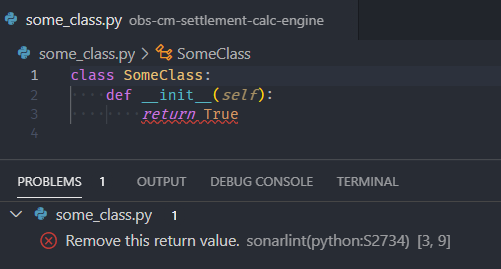 some_class.py obs-cm-settlement-calc-engine
some_class.py > SomeClass
1 class SomeClass:
2 def __init__(self):
3 return True
4
PROBLEMS 1 OUTPUT DEBUG CONSOLE TERMINAL
some_class.py 1
Remove this return value. sonarlint(python:S2734) [3, 9]